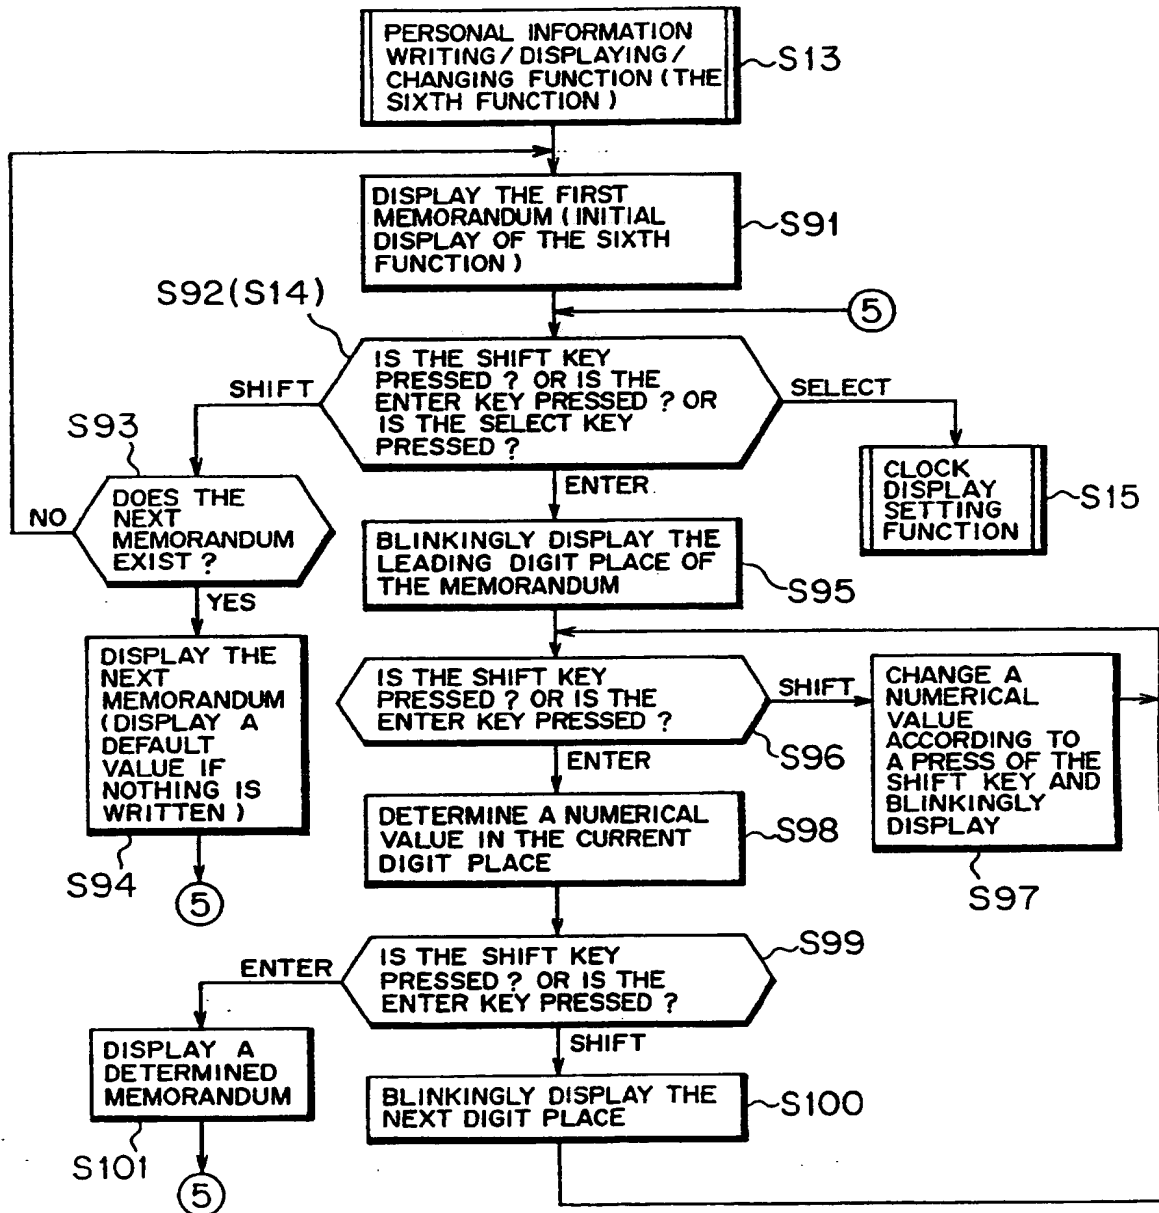 PERSONAL INFORMATION
WRITING/DISPLAYING/
CHANGING FUNCTION (THE
SIXTH FUNCTION)
S13
DISPLAY THE FIRST
MEMORANDUM (INITIAL
DISPLAY OF THE SIXTH
FUNCTION)
S91
S92(S14)
5
IS THE SHIFT KEY
PRESSED ? OR IS THE
ENTER KEY PRESSED ? OR
IS THE SELECT KEY
PRESSED ?
SHIFT
SELECT
ENTER
S93
DOES THE
NEXT
MEMORANDUM
EXIST ?
NO
YES
CLOCK
DISPLAY
SETTING
FUNCTION
S15
BLINKINGLY DISPLAY THE
LEADING DIGIT PLACE OF
THE MEMORANDUM
S95
DISPLAY THE
NEXT
MEMORANDUM
(DISPLAY A
DEFAULT
VALUE IF
NOTHING IS
WRITTEN)
S94
5
IS THE SHIFT KEY
PRESSED ? OR IS THE
ENTER KEY PRESSED ?
SHIFT
S96
ENTER
CHANGE A
NUMERICAL
VALUE
ACCORDING TO
A PRESS OF THE
SHIFT KEY AND
BLINKINGLY
DISPLAY
S97
DETERMINE A NUMERICAL
VALUE IN THE CURRENT
DIGIT PLACE
S98
IS THE SHIFT KEY
PRESSED ? OR IS THE
ENTER KEY PRESSED ?
S99
ENTER
SHIFT
DISPLAY A
DETERMINED
MEMORANDUM
S101
5
BLINKINGLY DISPLAY THE
NEXT DIGIT PLACE
S100